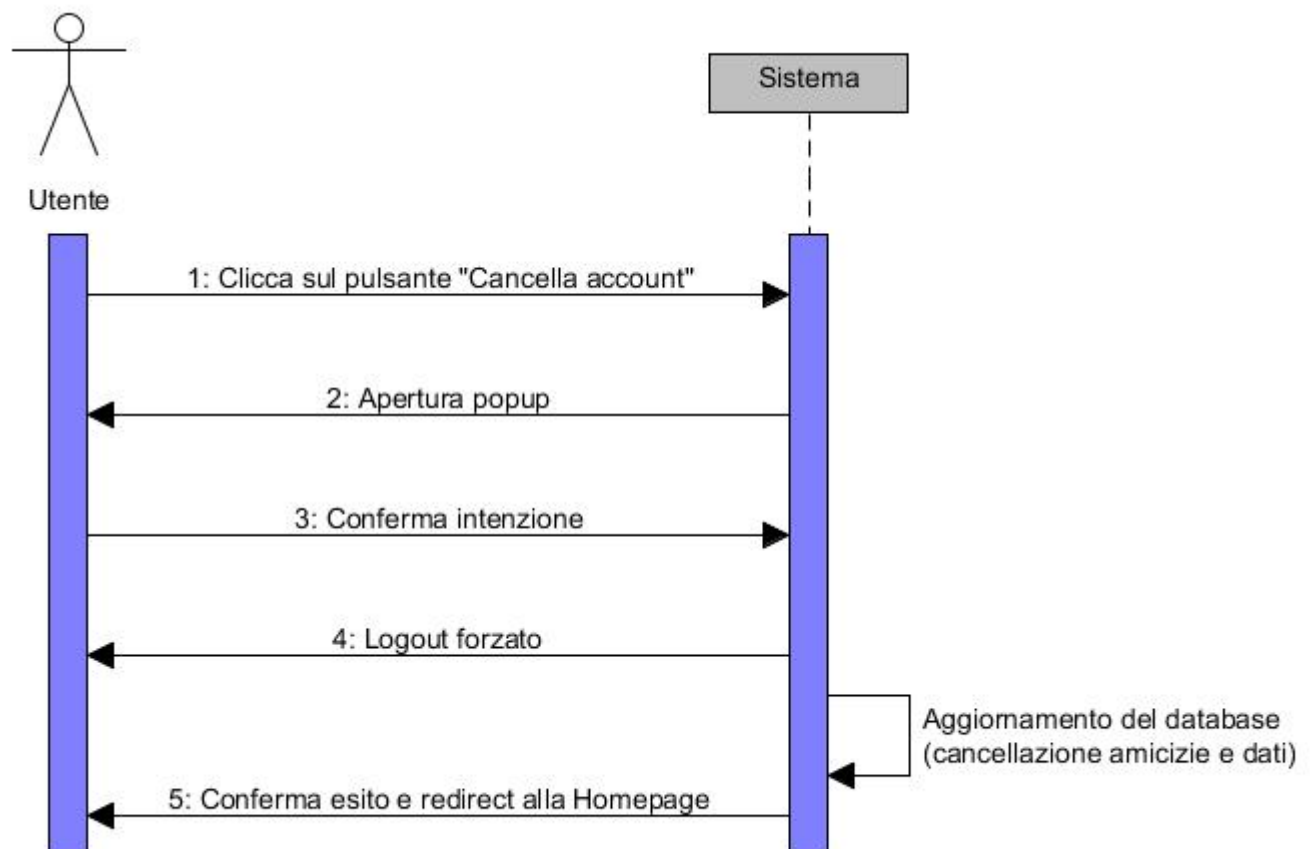 Sistema
Utente
1: Clicca sul pulsante "Cancella account"
2: Apertura popup
3: Conferma intenzione
4: Logout forzato
Aggiornamento del database
(cancellazione amicizie e dati)
5: Conferma esito e redirect alla Homepage